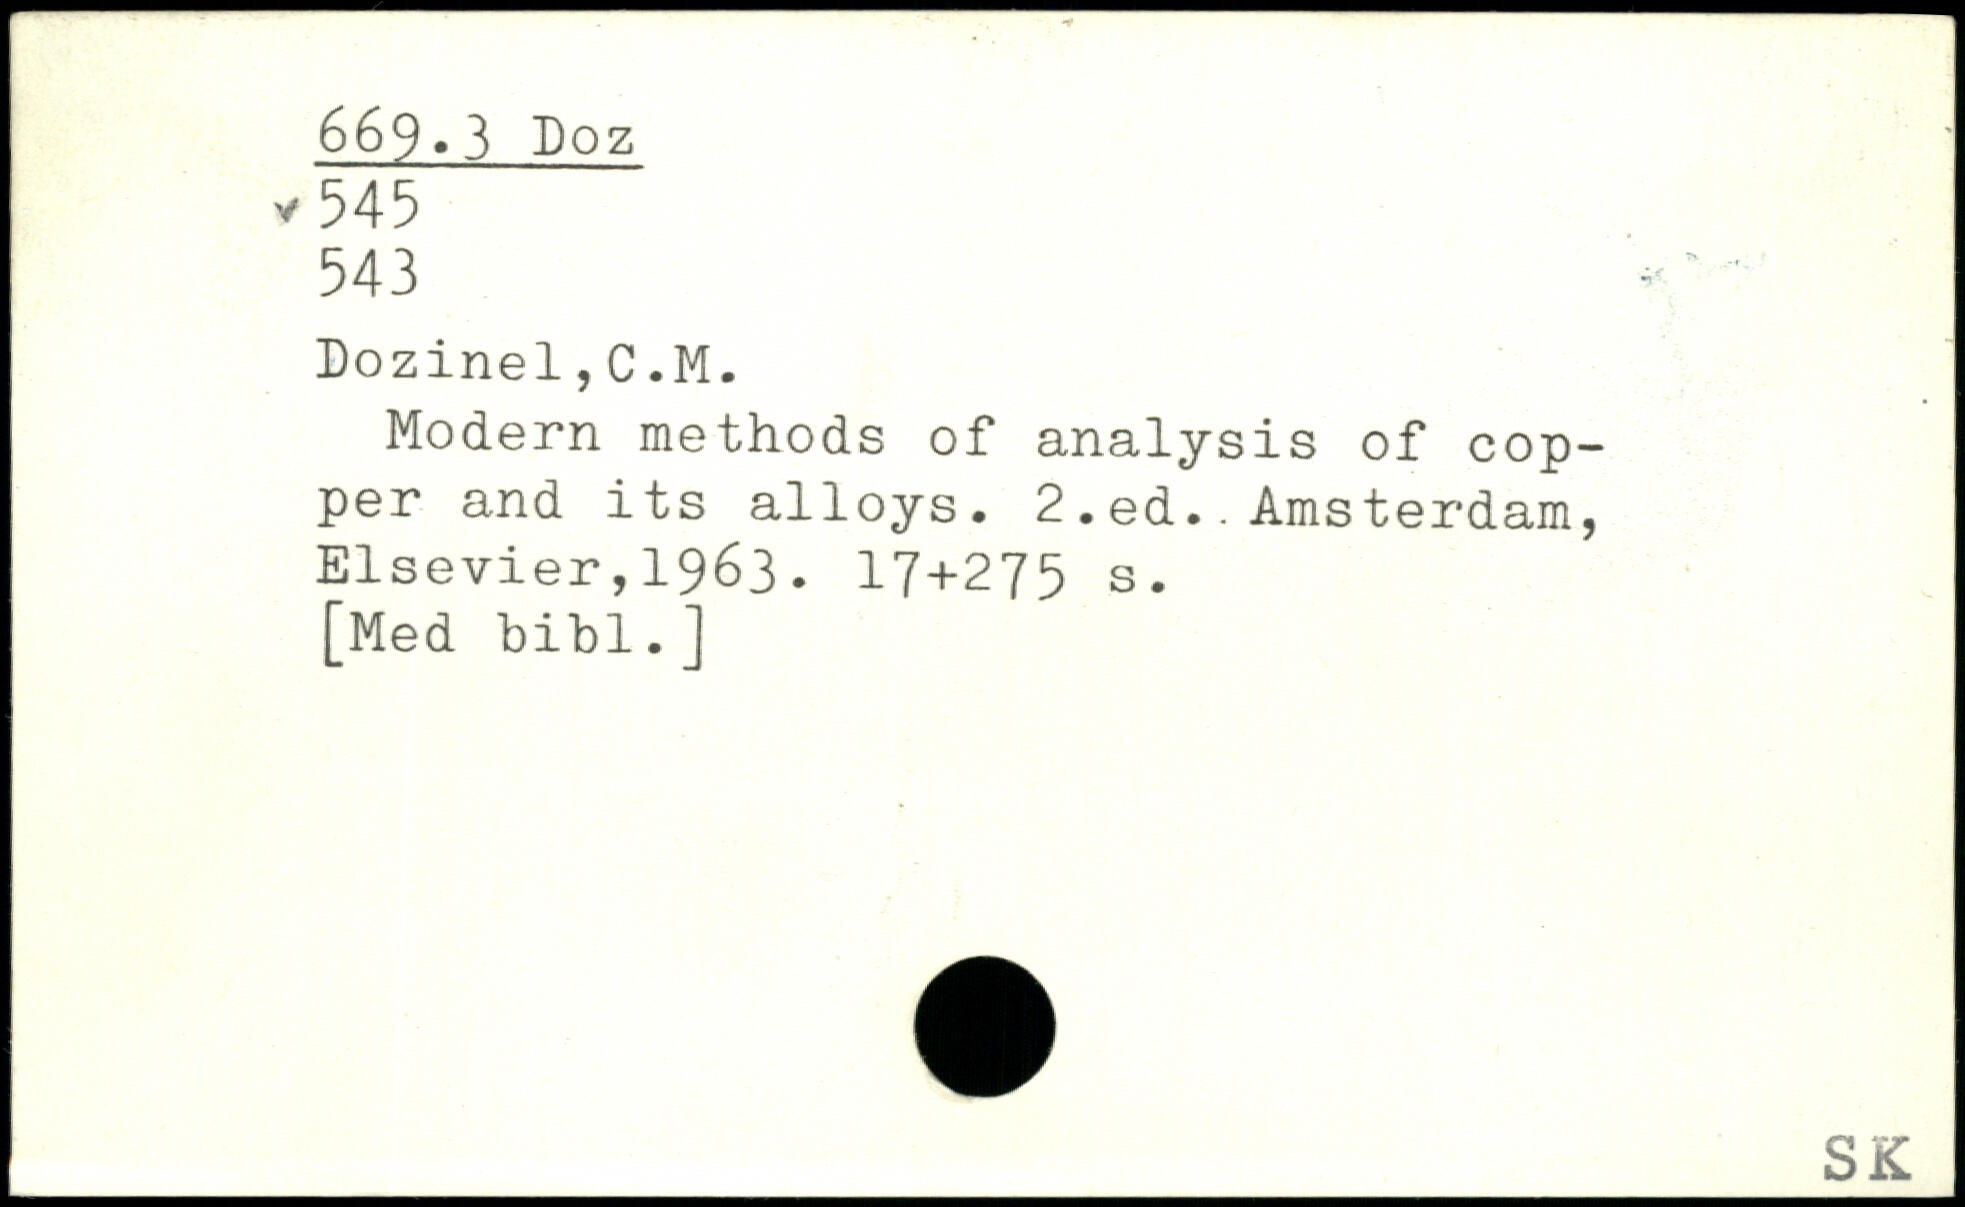 669.3 Doz
545
543
Dozinel,C.M.
Modern methods of analysis of cop-
per and its alloys. 2.ed. Amsterdam,
Elsevier,1963. 17+275 s.
[Med bibl.]
SK